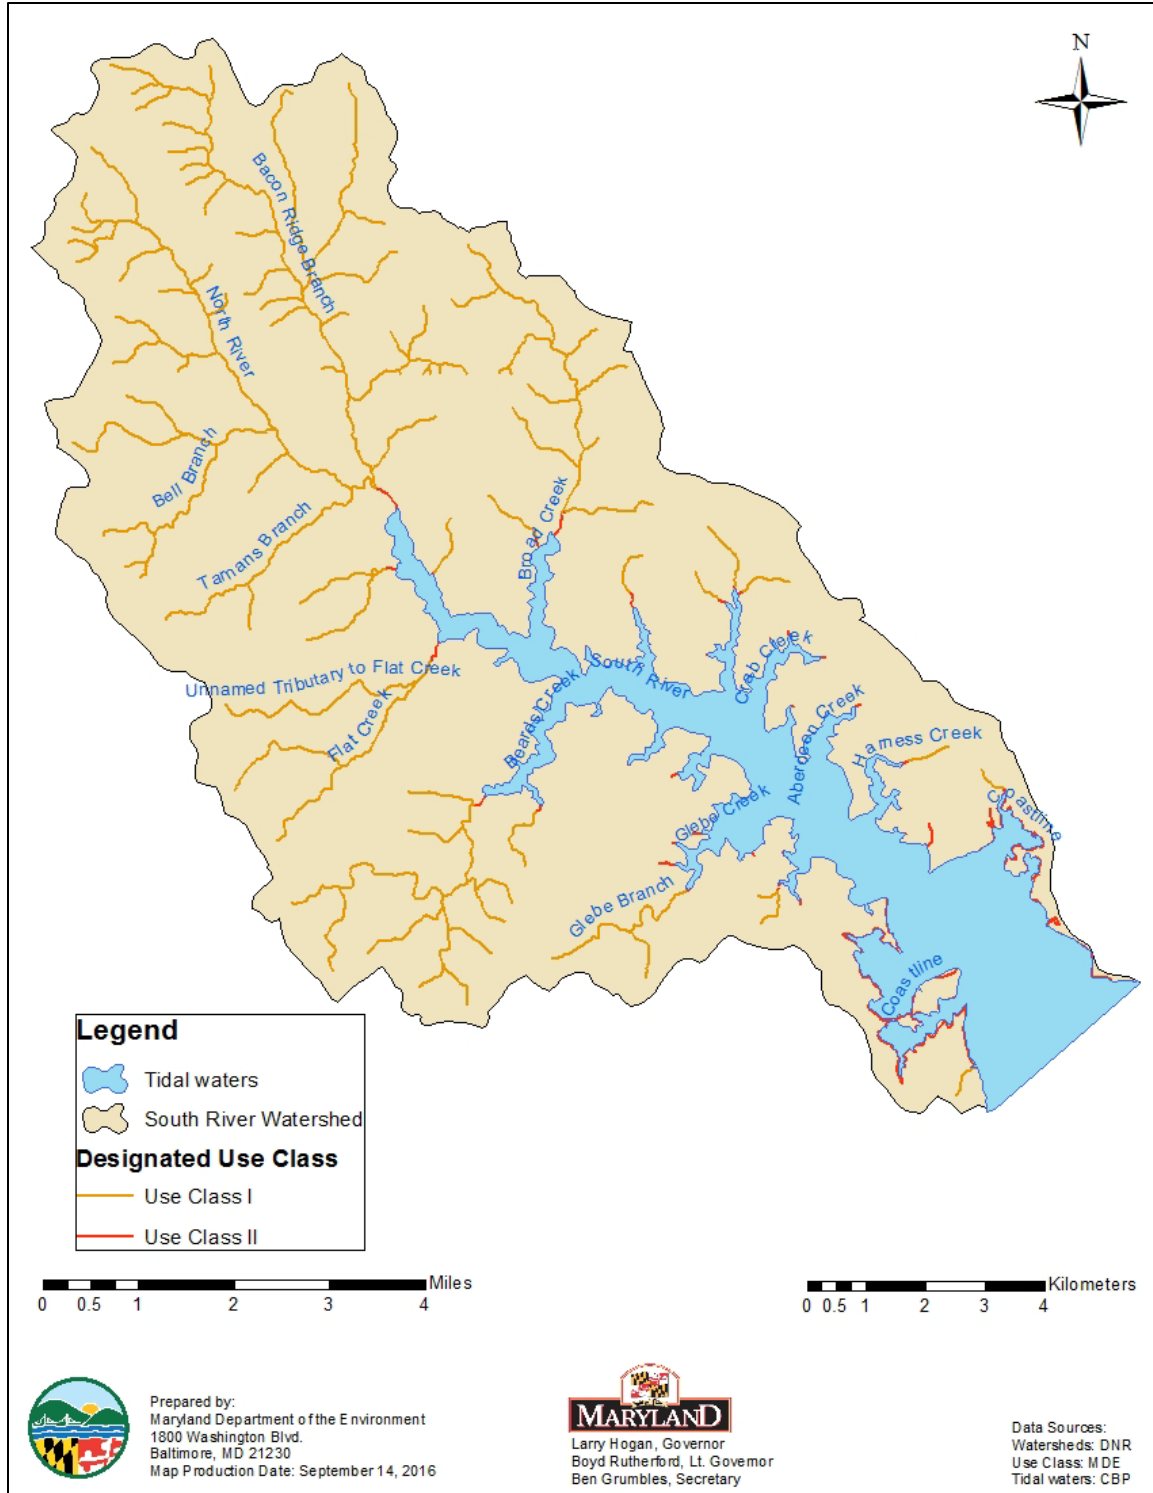 N
Bacon Ridge Branch
North River
Bell Branch
Tamans Branch
Broad Creek
Unnamed Tributary to Flat Creek
Flat Creek
South River
Beards Creek
Crab Creek
Aberdeen Creek
Harness Creek
Coastline
Glebe Creek
Glebe Branch
Coastline
Legend
Tidal waters
South River Watershed
Designated Use Class
Use Class I
Use Class II
Miles
0 0.5 1 2 3 4
Kilometers
0 0.5 1 2 3 4
Prepared by:
Maryland Department of the Environment
1800 Washington Blvd.
Baltimore, MD 21230
Map Production Date: September 14, 2016
MARYLAND
Larry Hogan, Governor
Boyd Rutherford, Lt. Governor
Ben Grumbles, Secretary
Data Sources:
Watersheds: DNR
Use Class: MDE
Tidal waters: CBP